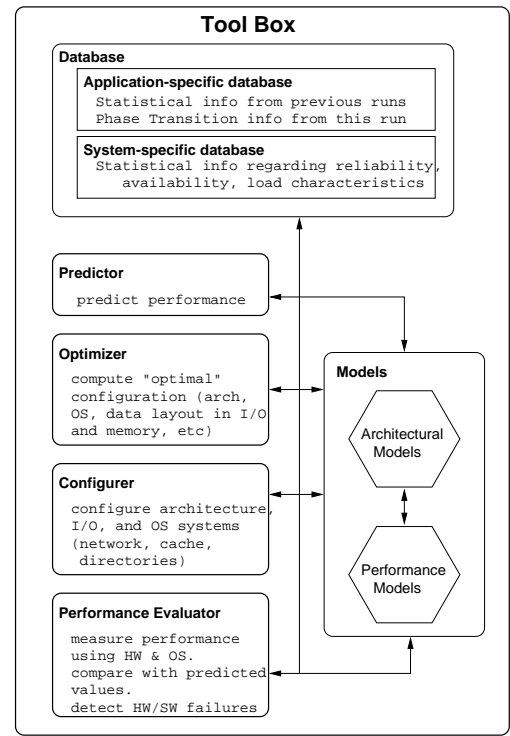 Tool Box
Database
Application-specific database
Statistical info from previous runs
Phase Transition info from this run
System-specific database
Statistical info regarding reliability,
availability, load characteristics
Predictor
predict performance
Optimizer
compute "optimal"
configuration (arch,
OS, data layout in I/O
and memory, etc)
Configurer
configure architecture,
I/O, and OS systems
(network, cache,
directories)
Performance Evaluator
measure performance
using HW & OS.
compare with predicted
values.
detect HW/SW failures
Models
Architectural
Models
Performance
Models